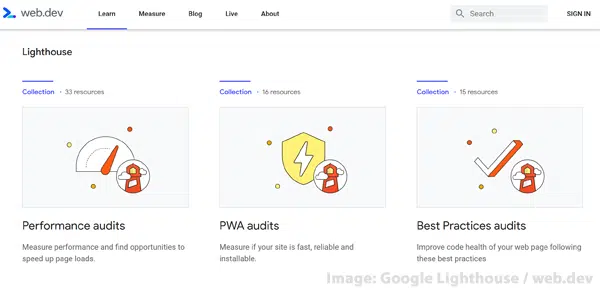 web.dev Learn Measure Blog Live About Search SIGN IN
Lighthouse
Collection • 33 resources
Collection • 16 resources
Collection • 15 resources
Performance audits
Measure performance and find opportunities to
speed up page loads.
PWA audits
Measure if your site is fast, reliable and
installable.
Best Practices audits
Improve code health of your web page following
these best practices
Image: Google Lighthouse / web.dev